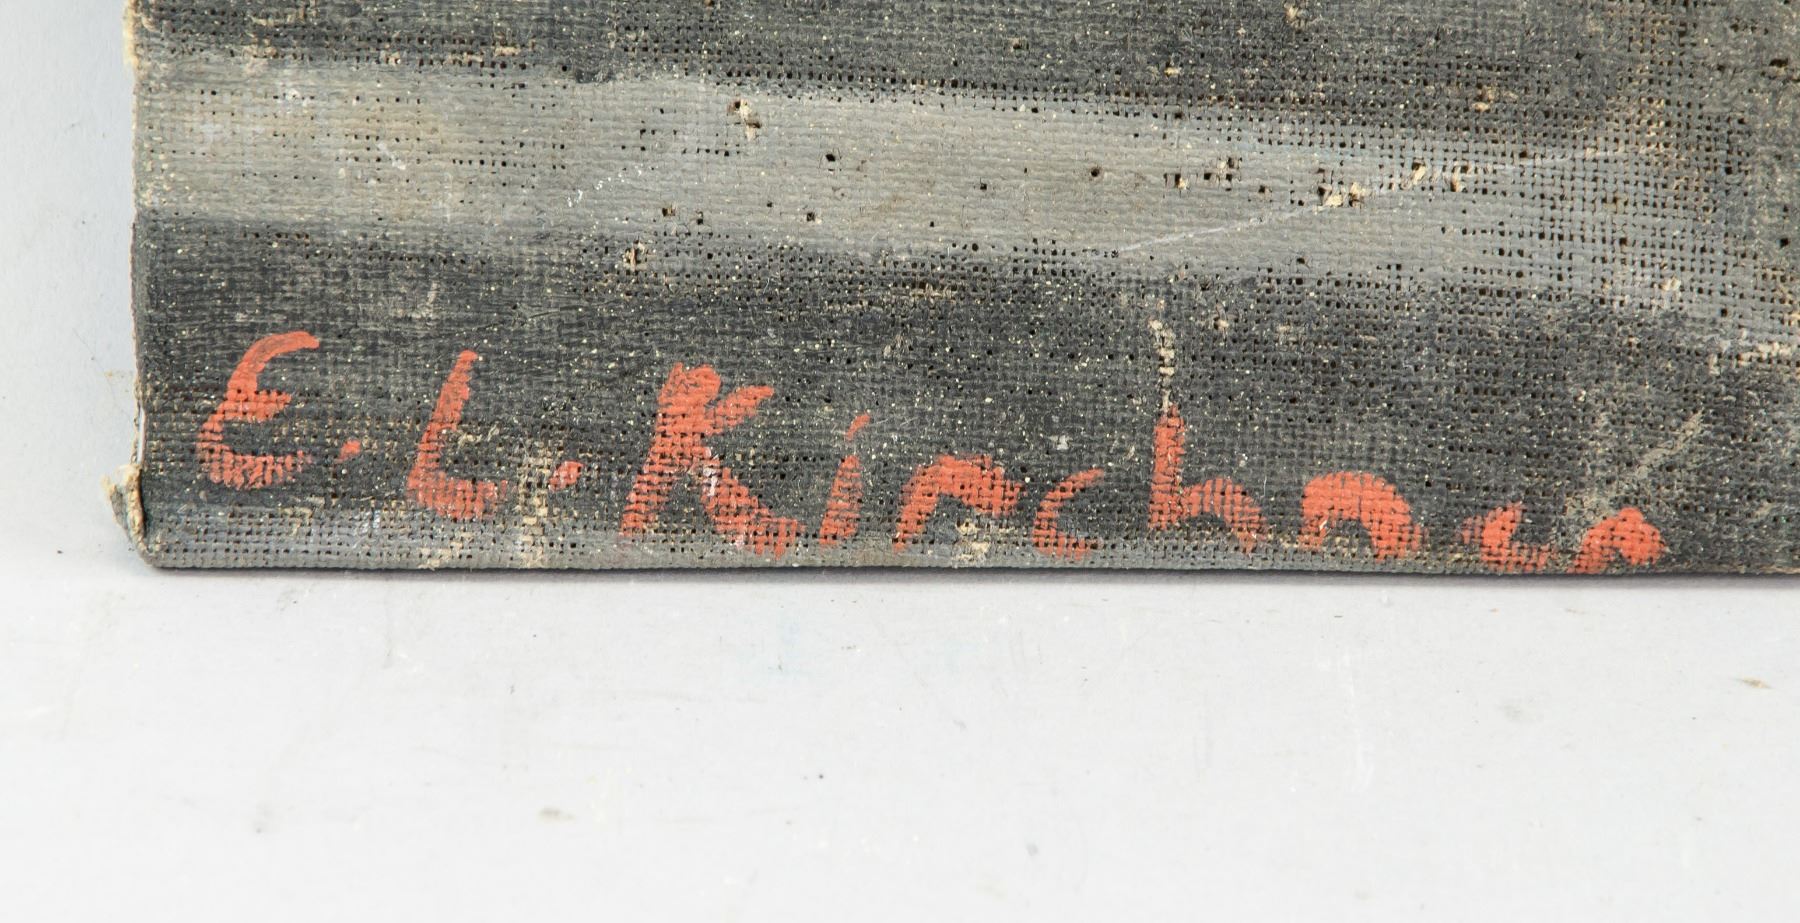 E. L. Kirchner